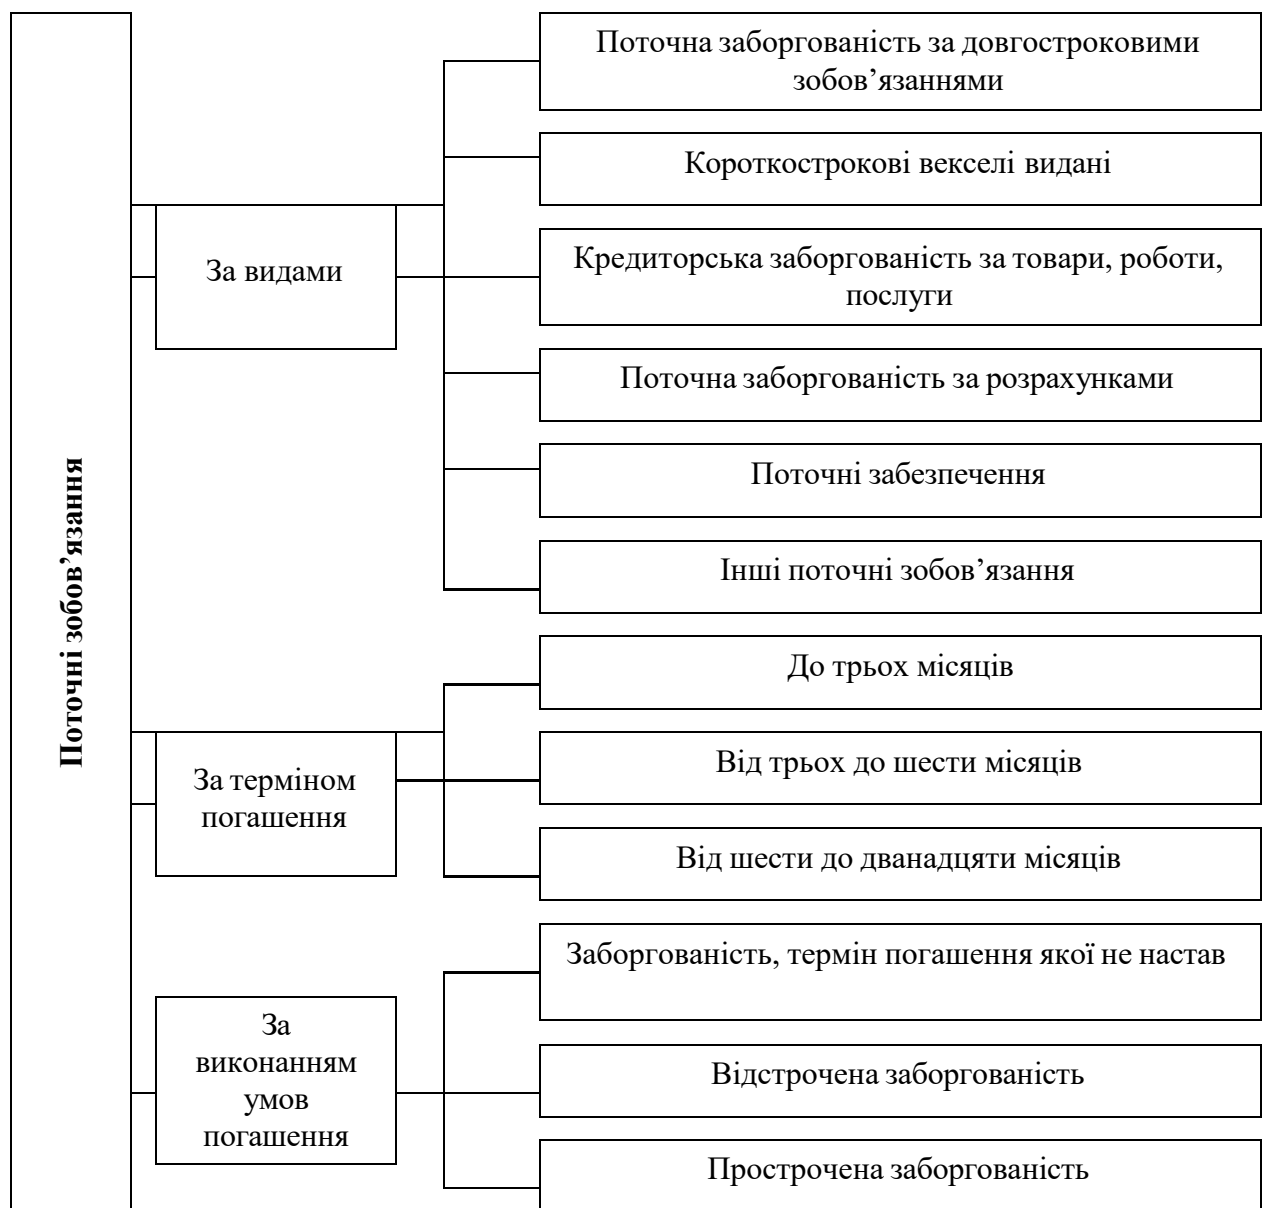 Поточні зобов’язання
За видами
Поточна заборгованість за довгостроковими
зобов’язаннями
Короткострокові векселі видані
Кредиторська заборгованість за товари, роботи,
послуги
Поточна заборгованість за розрахунками
Поточні забезпечення
Інші поточні зобов’язання
За терміном
погашення
До трьох місяців
Від трьох до шести місяців
Від шести до дванадцяти місяців
За
виконанням
умов
погашення
Заборгованість, термін погашення якої не настав
Відстрочена заборгованість
Прострочена заборгованість